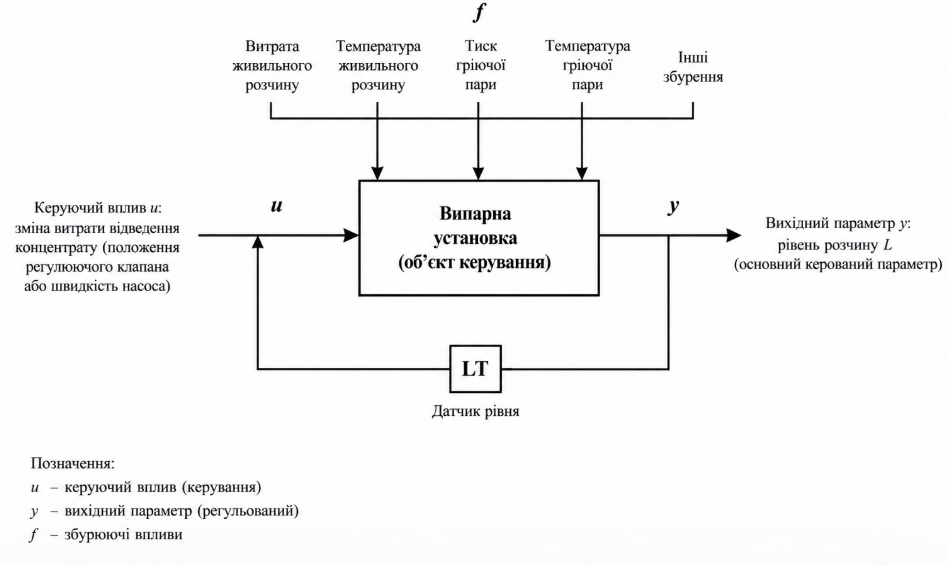 f
Витрата
живильного
розчину
Температура
живильного
розчину
Тиск
гріючої
пари
Температура
гріючої
пари
Інші
збурення
Керуючий вплив u:
зміна витрати відведення
концентрату (положення
регулюючого клапана
або швидкість насоса)
u
Випарна
установка
(об’єкт керування)
y
Вихідний параметр y:
рівень розчину L
(основний керований параметр)
LT
Датчик рівня
Позначення:
u – керуючий вплив (керування)
y – вихідний параметр (регульований)
f – збурюючі впливи